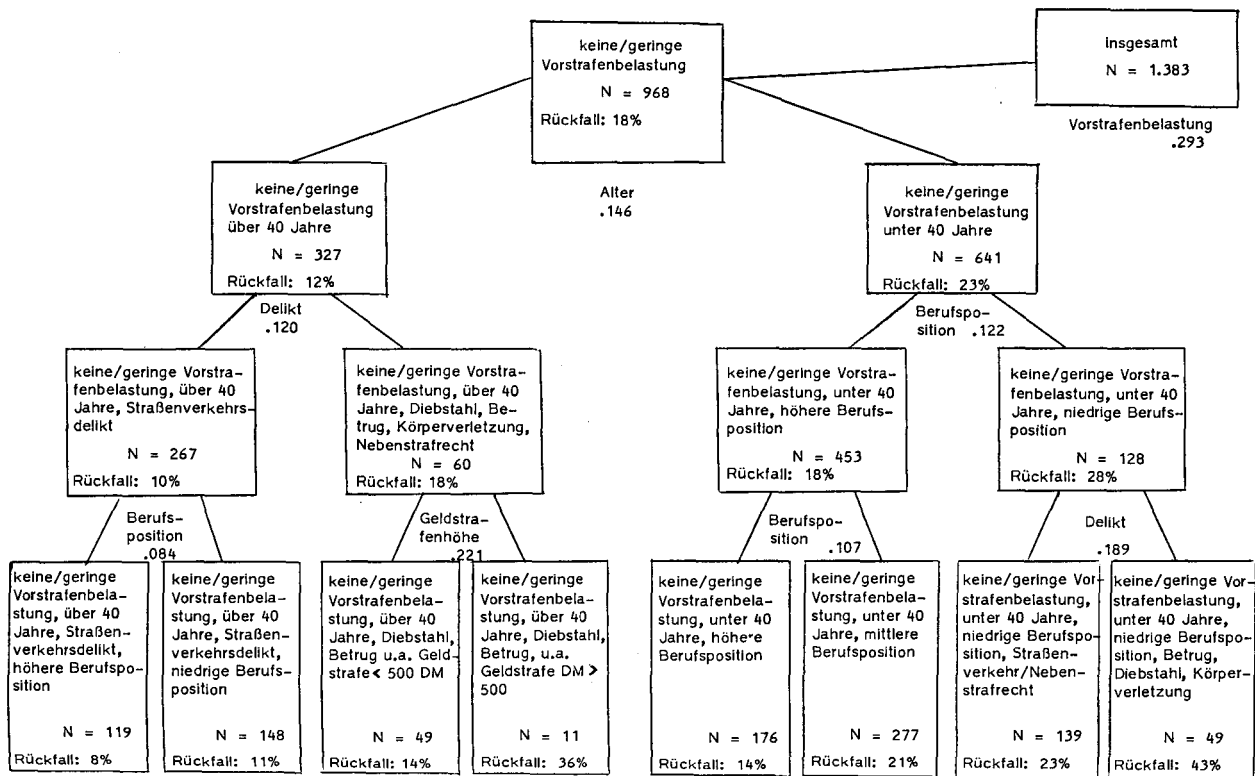 keine/geringe
Vorstrafenbelastung
N = 968
Rückfall: 18%
insgesamt
N = 1.383
Vorstrafenbelastung
.293
keine/geringe
Vorstrafenbelastung
über 40 Jahre
N = 327
Rückfall: 12%
Alter
.146
keine/geringe
Vorstrafenbelastung
unter 40 Jahre
N = 641
Rückfall: 23%
Delikt
.120
Berufspo-
sition .122
keine/geringe Vorstra-
fenbelastung, über 40
Jahre, Straßenverkehrs-
delikt
N = 267
Rückfall: 10%
keine/geringe Vorstra-
fenbelastung, über 40
Jahre, Diebstahl, Be-
trug, Körperverletzung,
Nebenstrafrecht
N = 60
Rückfall: 18%
keine/geringe Vorstra-
fenbelastung, unter 40
Jahre, höhere Berufs-
position
N = 453
Rückfall: 18%
keine/geringe Vorstra-
fenbelastung, unter 40
Jahre, niedrige Berufs-
position
N = 128
Rückfall: 28%
Berufs-
position
.084
Geldstra-
fenhöhe
.221
Berufspo-
sition
.107
Delikt
.189
keine/geringe
Vorstrafenbela-
stung, über 40
Jahre, Straßen-
verkehrsdelikt,
höhere Berufspo-
sition
N = 119
Rückfall: 8%
keine/geringe
Vorstrafenbela-
stung, über 40
Jahre, Straßen-
verkehrsdelikt,
niedrige Berufs-
position
N = 148
Rückfall: 11%
keine/geringe
Vorstrafenbela-
stung, über 40
Jahre, Diebstahl,
Betrug u.a. Geld-
strafe < 500 DM
N = 49
Rückfall: 14%
keine/geringe
Vorstrafenbela-
stung, über 40
Jahre, Diebstahl,
Betrug, u.a.
Geldstrafe DM >
500
N = 11
Rückfall: 36%
keine/geringe
Vorstrafenbela-
stung, unter 40
Jahre, höhere
Berufsposition
N = 176
Rückfall: 14%
keine/geringe
Vorstrafenbela-
stung, unter 40
Jahre, mittlere
Berufsposition
N = 277
Rückfall: 21%
keine/geringe Vor-
strafenbelastung,
unter 40 Jahre,
niedrige Berufspo-
sition, Straßen-
verkehr/Neben-
strafrecht
N = 139
Rückfall: 23%
keine/geringe Vor-
strafenbelastung,
unter 40 Jahre,
niedrige Berufspo-
sition, Betrug,
Diebstahl, Körper-
verletzung
N = 49
Rückfall: 43%